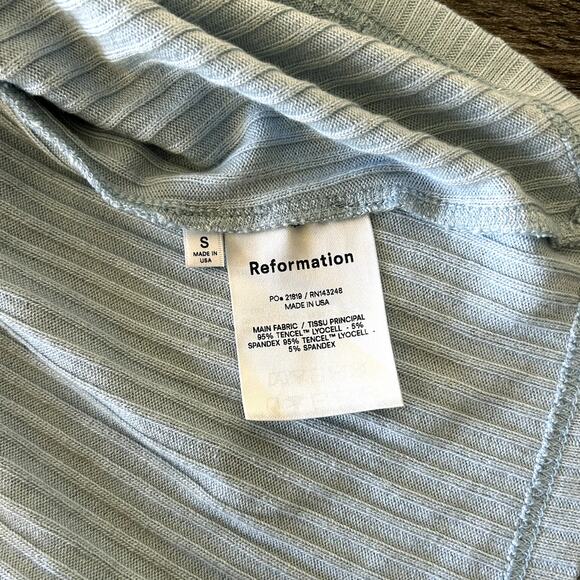 S
MADE IN
USA
Reformation
PO# 21819 / RN143248
MADE IN USA
MAIN FABRIC / TISSU PRINCIPAL
95% TENCEL™ LYOCELL - 5%
SPANDEX 95% TENCEL™ LYOCELL -
5% SPANDEX